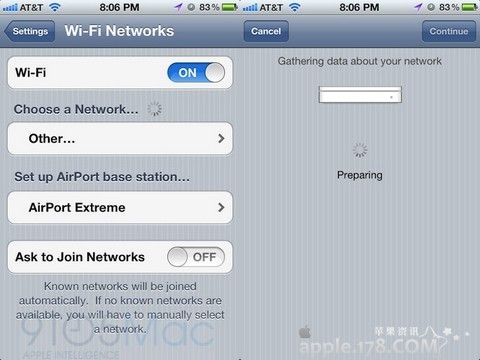 AT&T 8:06 PM 83%
Settings Wi-Fi Networks
Wi-Fi ON
Choose a Network...
Other...
Set up AirPort base station...
AirPort Extreme
Ask to Join Networks OFF
Known networks will be joined
automatically. If no known networks are
available, you will have to manually select
a network.
9TO5Mac
APPLE INTELLIGENCE
AT&T 8:06 PM 83%
Cancel Continue
Gathering data about your network
Preparing
苹果资讯
apple.178.COM